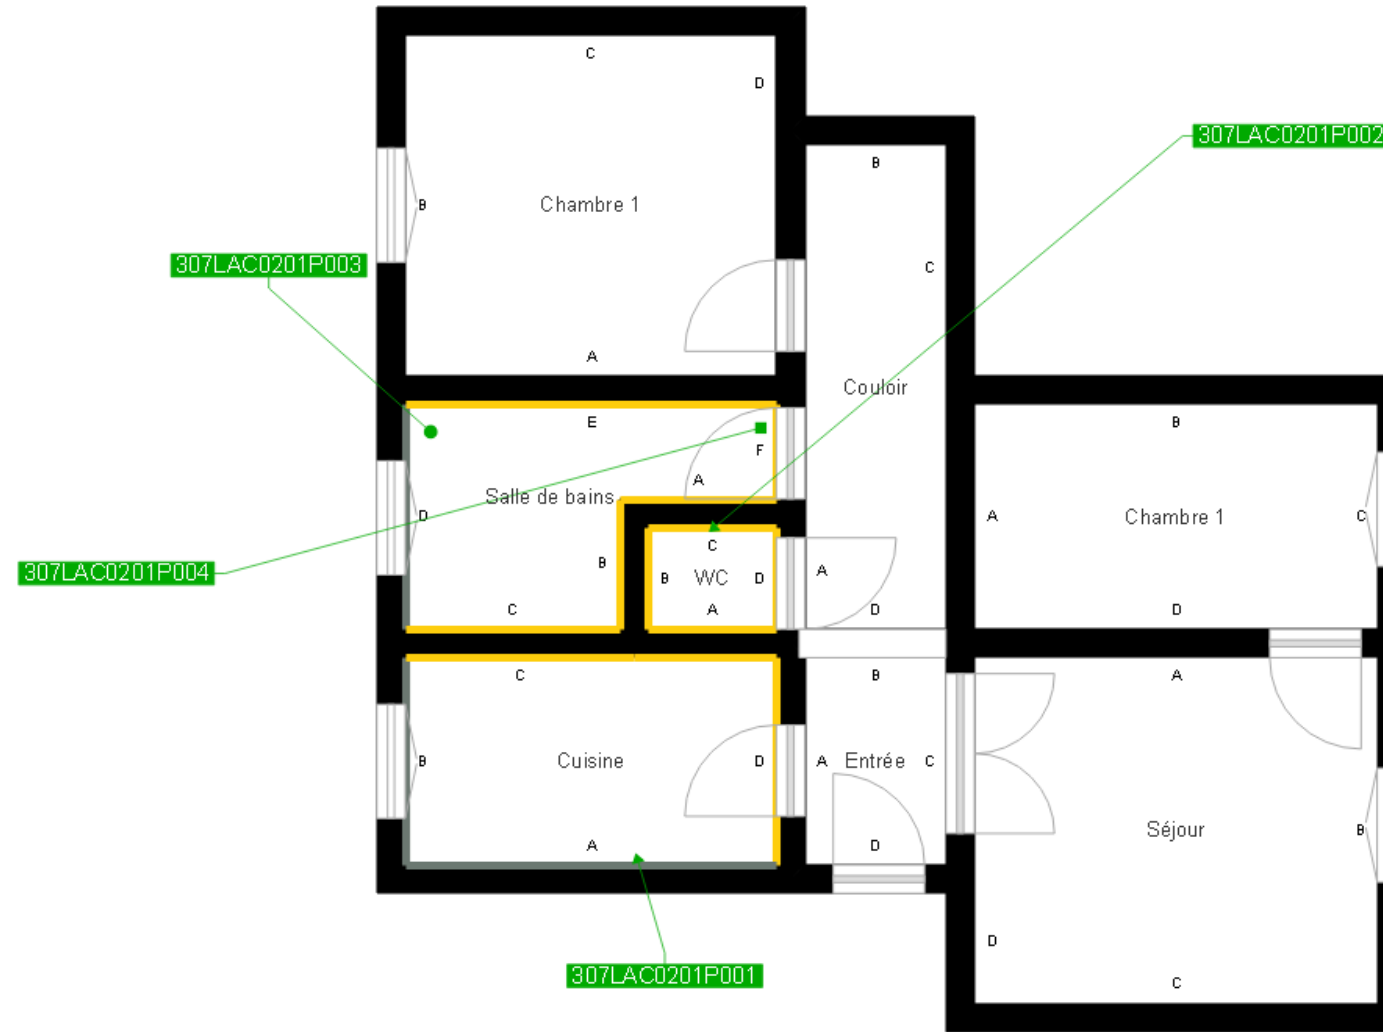 C
D
Chambre 1
B
A
307LAC0201P003
307LAC0201P002
B
C
Couloir
D
E
F
A
Salle de bains
D
B
C
307LAC0201P004
C
B
WC
D
A
A
B
A
Chambre 1
C
D
C
Cuisine
B
D
A
B
A
Entrée
C
D
A
Séjour
B
D
C
307LAC0201P001